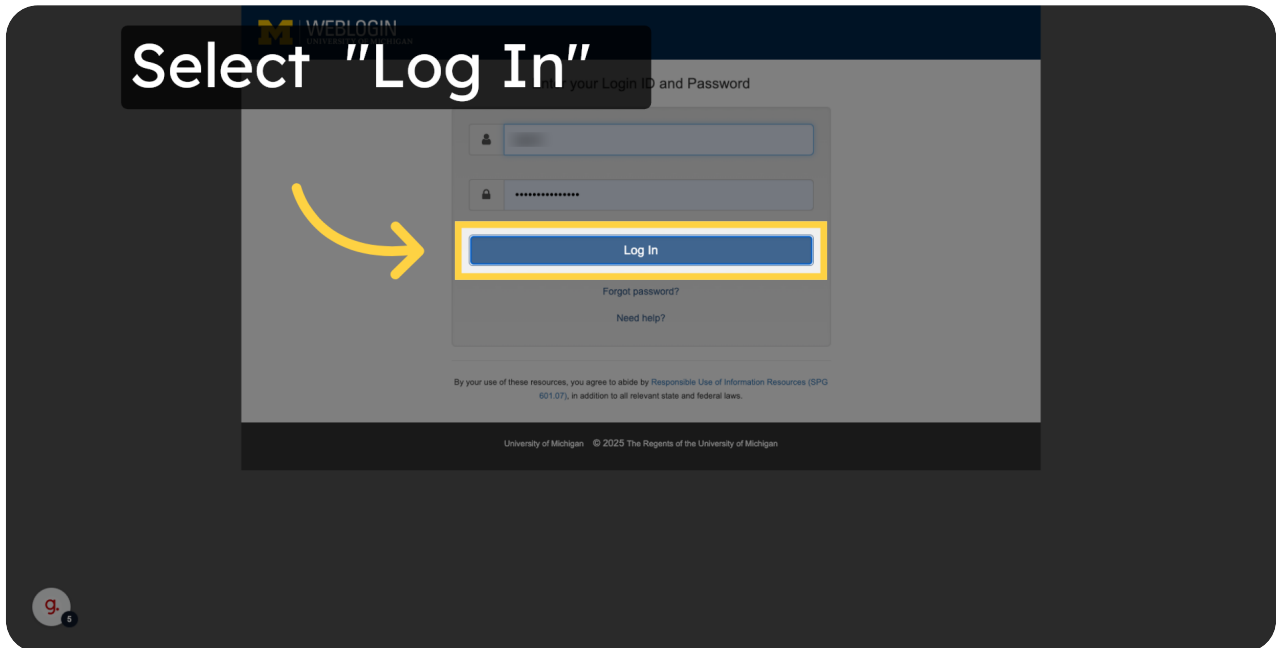 WEBLOGIN
UNIVERSITY OF MICHIGAN
Select "Log In"
Enter your Login ID and Password
Log In
Forgot password?
Need help?
By your use of these resources, you agree to abide by Responsible Use of Information Resources (SPG
601.07), in addition to all relevant state and federal laws.
University of Michigan © 2025 The Regents of the University of Michigan
g.
5